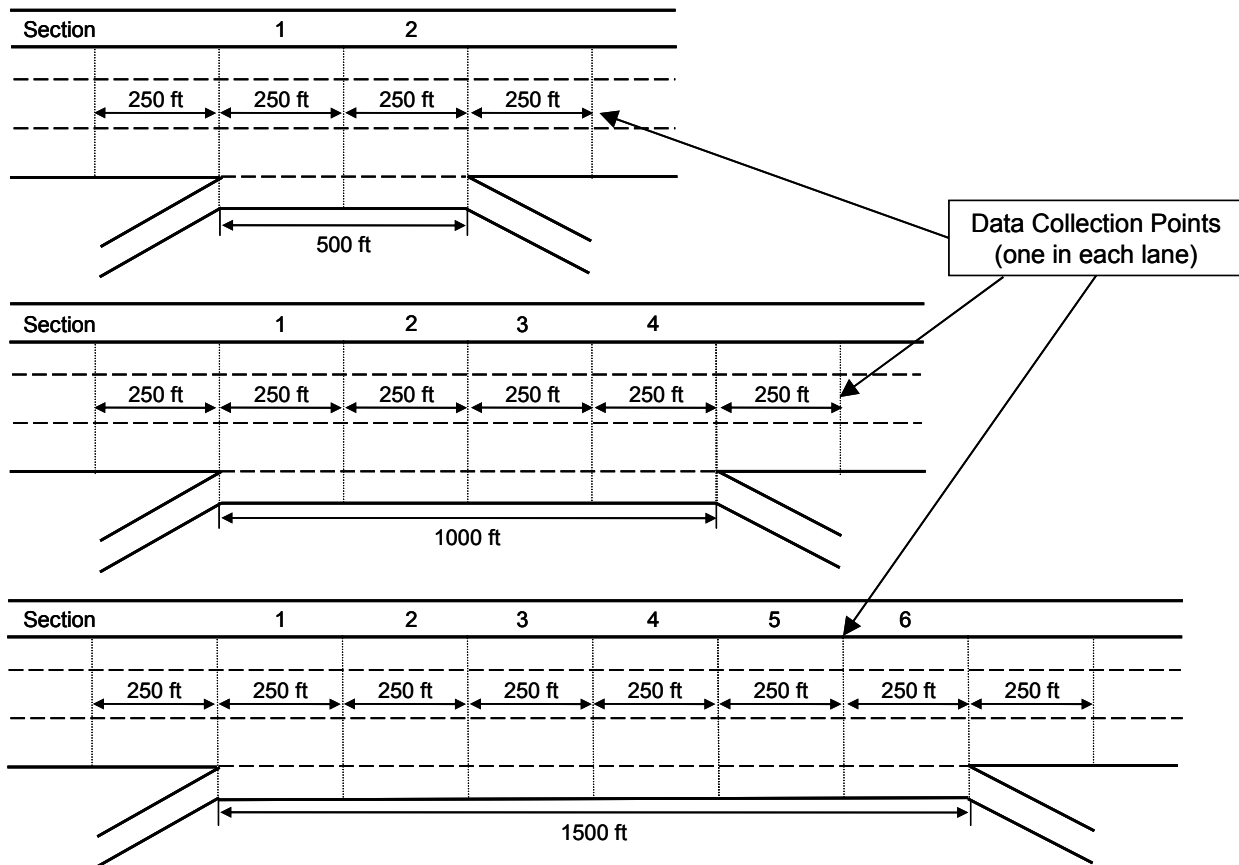 Section 1 2
250 ft 250 ft 250 ft 250 ft
500 ft
Data Collection Points
(one in each lane)
Section 1 2 3 4
250 ft 250 ft 250 ft 250 ft 250 ft 250 ft
1000 ft
Section 1 2 3 4 5 6
250 ft 250 ft 250 ft 250 ft 250 ft 250 ft 250 ft 250 ft
1500 ft